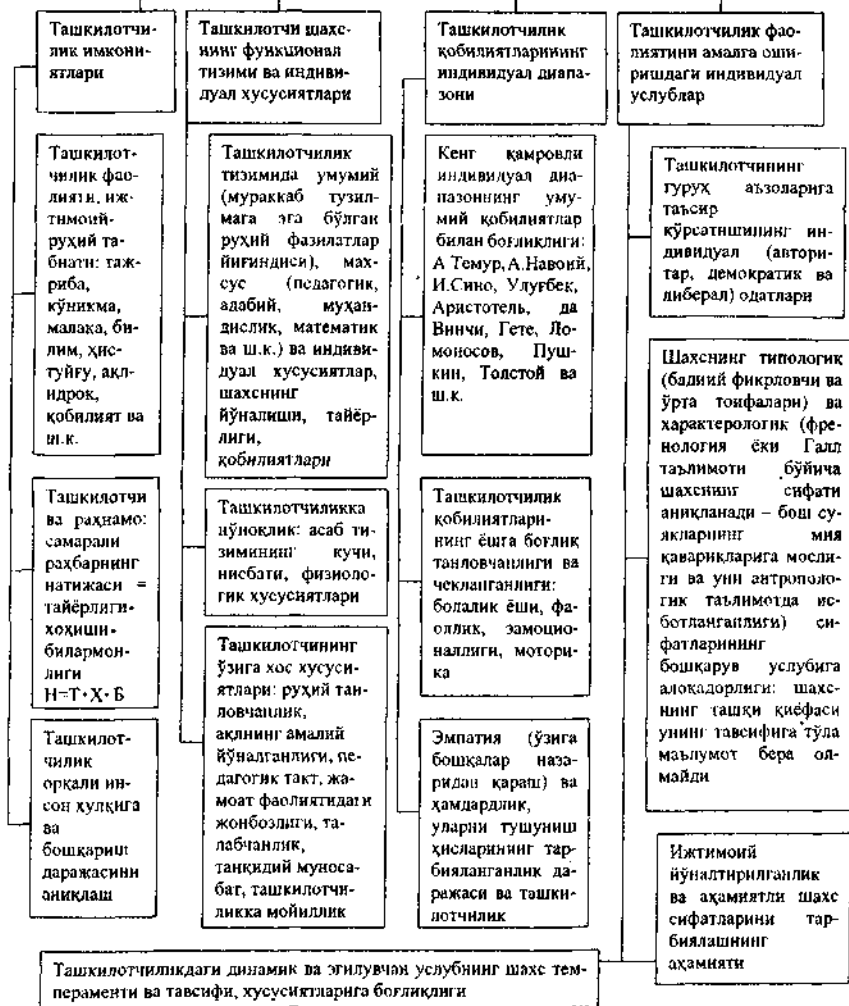 Ташкилотчи-
лик имкони-
ятлари
Ташкилот-
чилик фао-
лияти, иж-
тимоий-
руҳий та-
биати: таж-
риба,
кўникма,
малака, би-
лим, ҳис-
туйғу, ақл-
идрок,
қобилият ва
ш.к.
Ташкилотчи
ва раҳнамо:
самарали
раҳбарнинг
натижаси =
тайёрлиги-
хоҳиши-
билармон-
лиги
Н=Т·Х·Б
Ташкилот-
чилик
орқали ин-
сон хулқига
ва
бошқариш
даражасини
аниқлаш
Ташкилотчи шахс-
нинг функционал
тизими ва индиви-
дуал хусусиятлари
Ташкилотчилик
тизимида умумий
(мураккаб тузил-
мага эга бўлган
руҳий фазилатлар
йиғиндиси), мах-
сус (педагогик,
адабий, муҳан-
дислик, математик
ва ш.к.) ва индиви-
дуал хусусиятлар,
шахснинг
йўналиши, тайёр-
лиги,
қобилиятлари
Ташкилотчиликка
нўноқлик: асаб ти-
зимининг кучи,
нисбати, физиоло-
гик хусусиятлари
Ташкилотчининг
ўзига хос хусуси-
ятлари: руҳий тан-
ловчанлик,
ақлнинг амалий
йўналганлиги, пе-
дагогик такт, жа-
моат фаолиятидаги
жонбозлиги, та-
лабчанлик,
танқидий муноса-
бат, ташкилотчи-
ликка мойиллик
Ташкилотчилик
қобилиятларининг
индивидуал диапа-
зони
Кенг қамровли
индивидуал диа-
пазоннинг уму-
мий қобилиятлар
билан боғлиқлиги:
А Темур, А.Навоий,
И.Сино, Улуғбек,
Аристотель, да
Винчи, Гете, Ло-
моносов, Пуш-
кин, Толстой ва
ш.к.
Ташкилотчилик
қобилиятлари-
нинг ёшга боғлиқ
танловчанлиги ва
чекланганлиги:
болалик ёши, фа-
оллик, эмоцио-
наллиги, мотори-
ка
Эмпатия (ўзига
бошқалар наза-
ридан қараш) ва
ҳамдардлик,
уларни тушуниш
ҳисларининг тар-
бияланганлик да-
ражаси ва ташки-
лотчилик
Ташкилотчилик фао-
лиятини амалга оши-
ришдаги индивидуал
услублар
Ташкилотчининг
гуруҳ аъзоларига
таъсир
кўрсатишининг ин-
дивидуал (автори-
тар, демократик ва
либерал) одатлари
Шахснинг типологик
(бадиий фикрловчи ва
ўрта тоифалари) ва
характерологик (фре-
нология ёки Галл
таълимоти бўйича
шахснинг сифати
аниқланади – бош су-
якларнинг мия
қавариқларига мосли-
ги ва уни антрополо-
гик таълимотда ис-
ботланганлиги) си-
фатларининг
бошқарув услубига
алоқадорлиги: шахс-
нинг ташқи қиёфаси
унинг тавсифига тўла
маълумот бера ол-
майди
Ижтимоий
йўналтирилганлик
ва аҳамиятли шахс
сифатларини тар-
биялашнинг
аҳамияти
Ташкилотчиликдаги динамик ва эгилувчан услубнинг шахс тем-
пераменти ва тавсифи, хусусиятларига боғлиқлиги